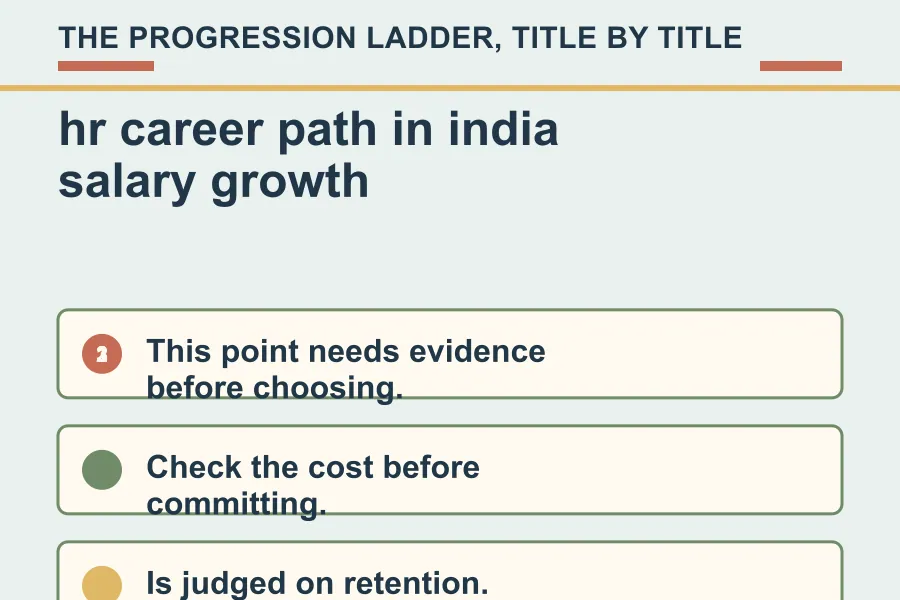 THE PROGRESSION LADDER, TITLE BY TITLE
hr career path in india
salary growth
This point needs evidence
before choosing.
Check the cost before
committing.
Is judged on retention.